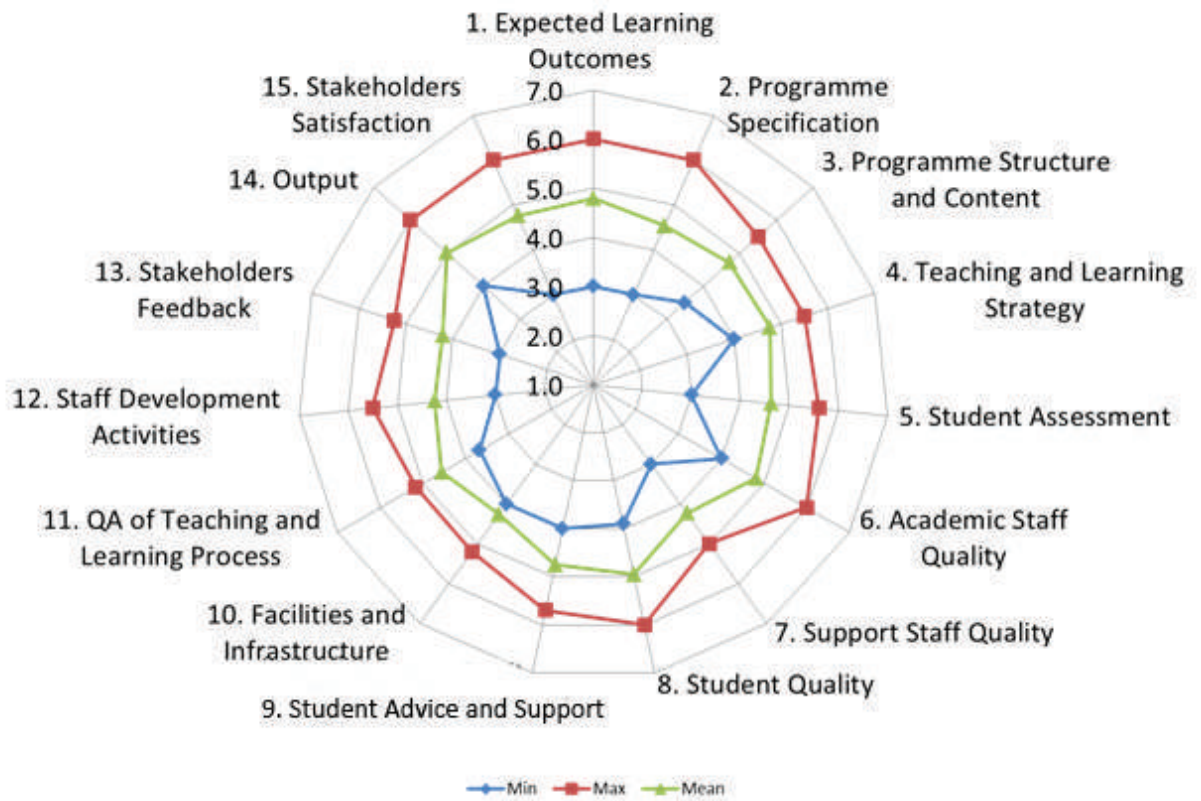 1. Expected Learning
Outcomes
2. Programme
Specification
3. Programme Structure
and Content
4. Teaching and Learning
Strategy
5. Student Assessment
6. Academic Staff
Quality
7. Support Staff Quality
8. Student Quality
9. Student Advice and Support
10. Facilities and
Infrastructure
11. QA of Teaching and
Learning Process
12. Staff Development
Activities
13. Stakeholders
Feedback
14. Output
15. Stakeholders
Satisfaction
7.0
6.0
5.0
4.0
3.0
2.0
1.0
Min Max Mean